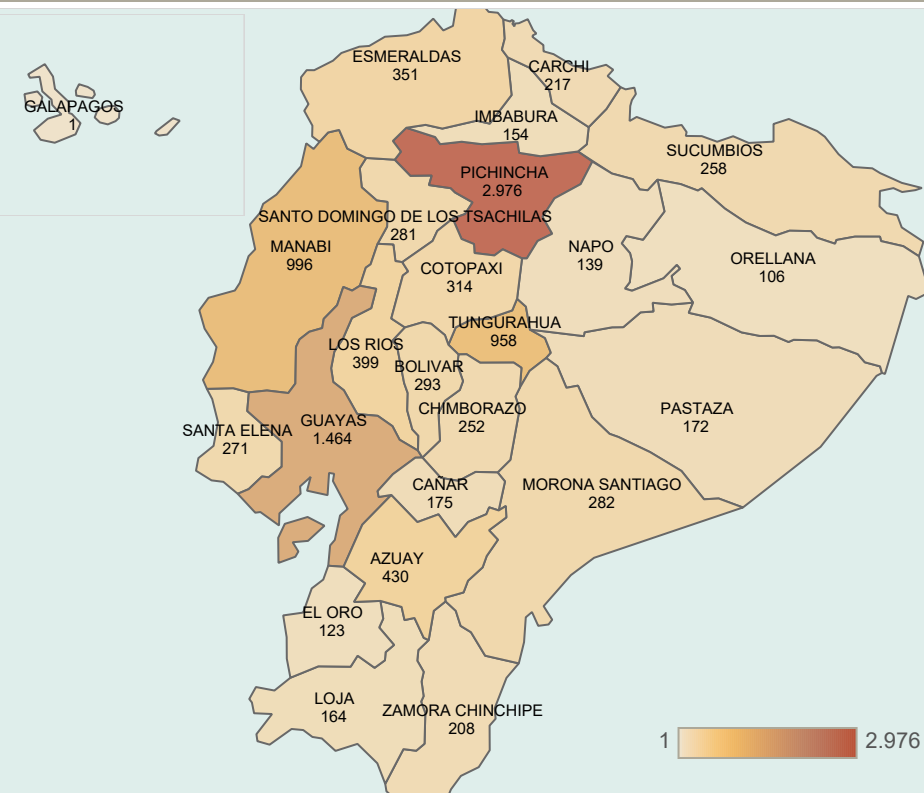 ESMERALDAS
351
CARCHI
217
GALAPAGOS
1
IMBABURA
154
SUCUMBIOS
258
PICHINCHA
2.976
SANTO DOMINGO DE LOS TSACHILAS
281
MANABI
996
NAPO
139
ORELLANA
106
COTOPAXI
314
TUNGURAHUA
958
LOS RIOS
399
BOLIVAR
293
CHIMBORAZO
252
PASTAZA
172
GUAYAS
1.464
SANTA ELENA
271
CAÑAR
175
MORONA SANTIAGO
282
AZUAY
430
EL ORO
123
LOJA
164
ZAMORA CHINCHIPE
208
1 2.976